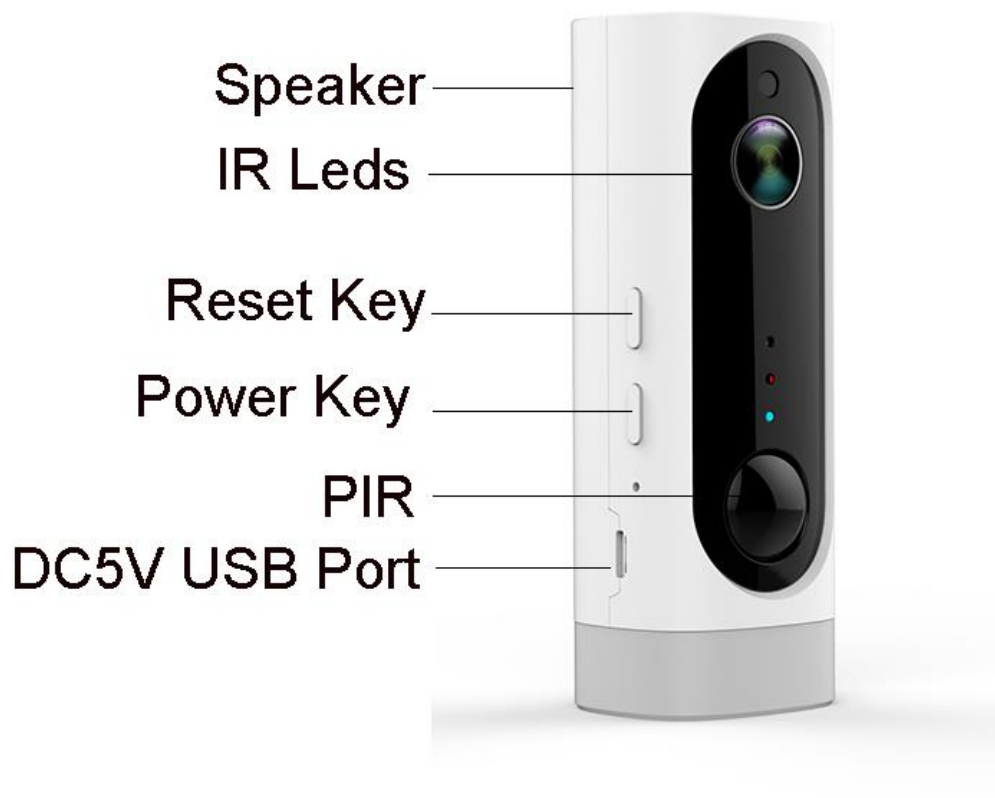 Speaker
IR Leds
Reset Key
Power Key
PIR
DC5V USB Port